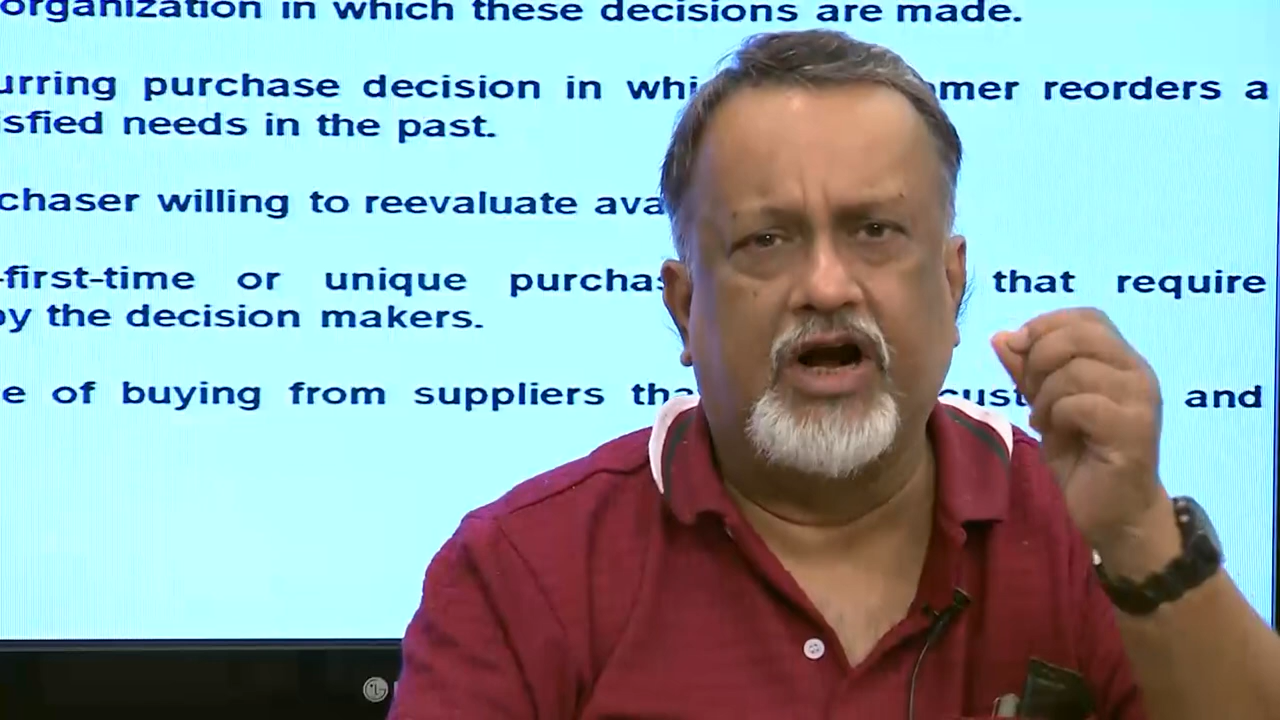 organization in which these decisions are made.
urring purchase decision in whi omer reorders a
isfied needs in the past.
chaser willing to reevaluate ava
-first-time or unique purchas that require
by the decision makers.
e of buying from suppliers tha cust and
LG